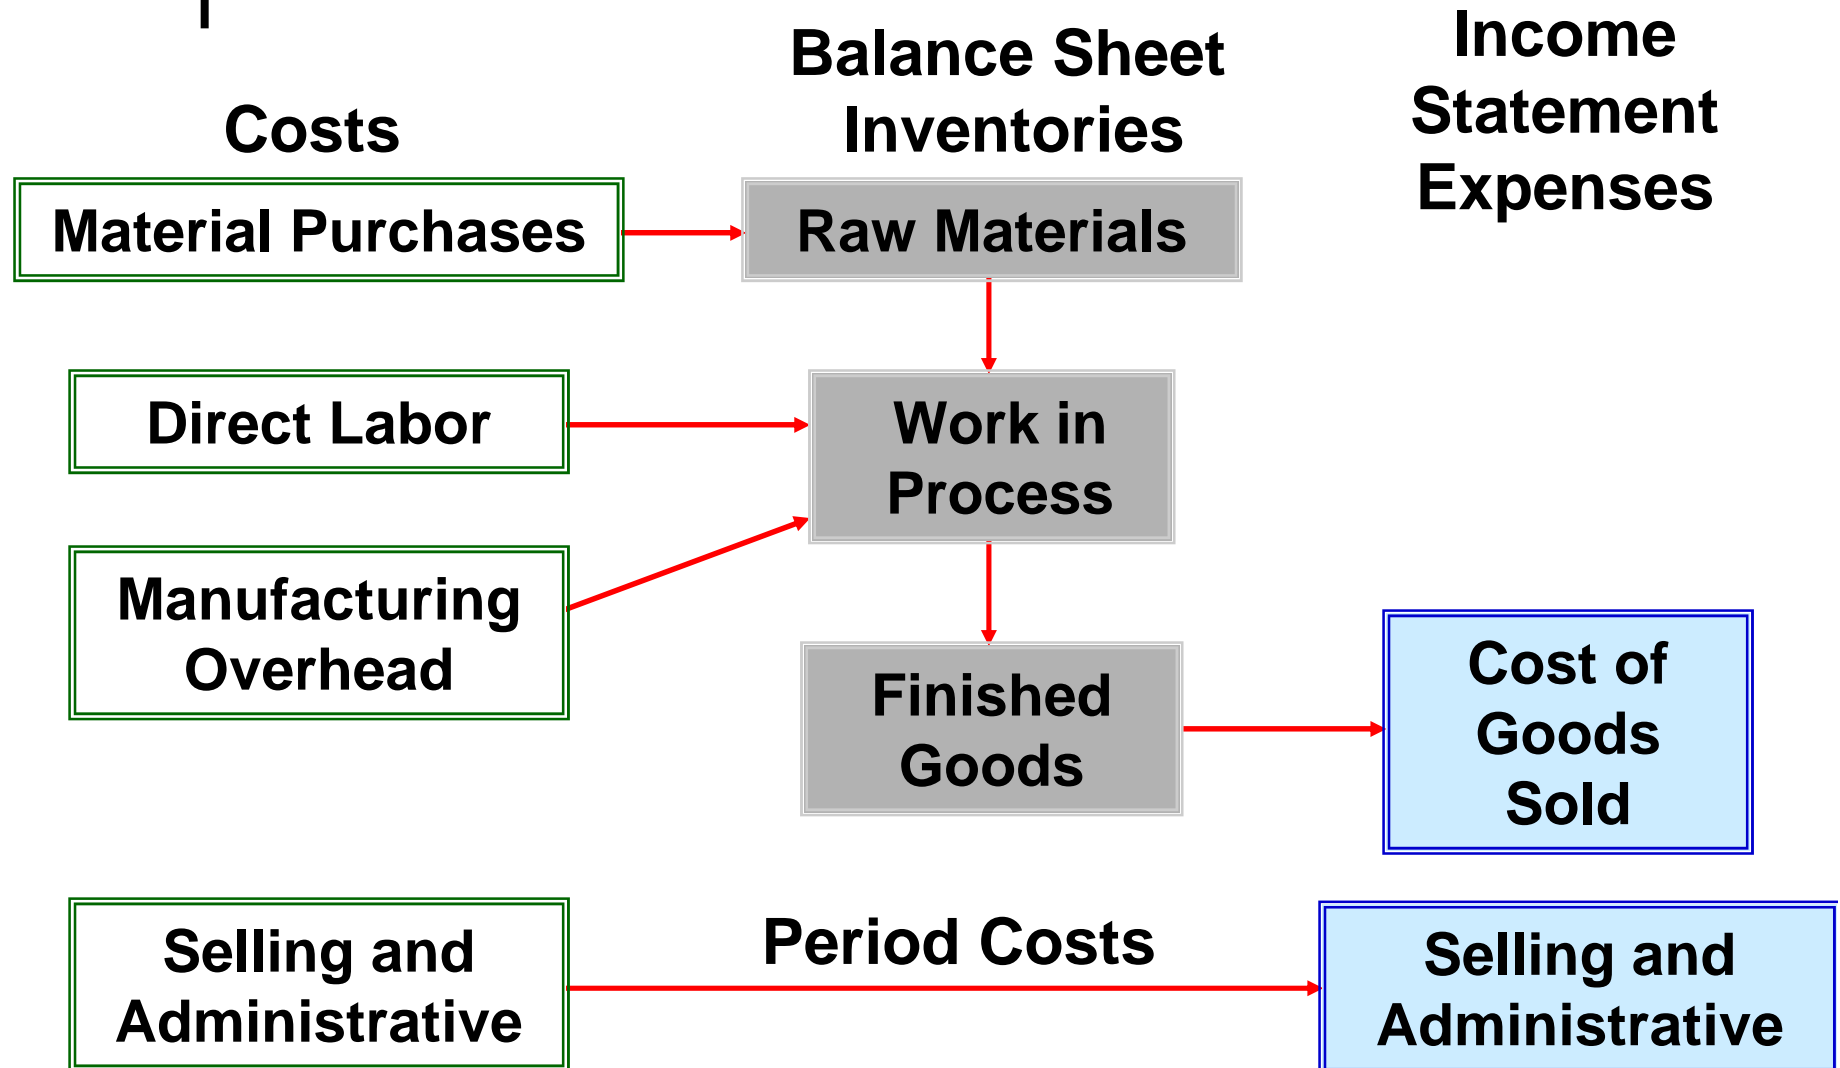 Costs
Balance Sheet
Inventories
Income
Statement
Expenses
Material Purchases
Raw Materials
Direct Labor
Work in
Process
Manufacturing
Overhead
Finished
Goods
Cost of
Goods
Sold
Selling and
Administrative
Period Costs
Selling and
Administrative